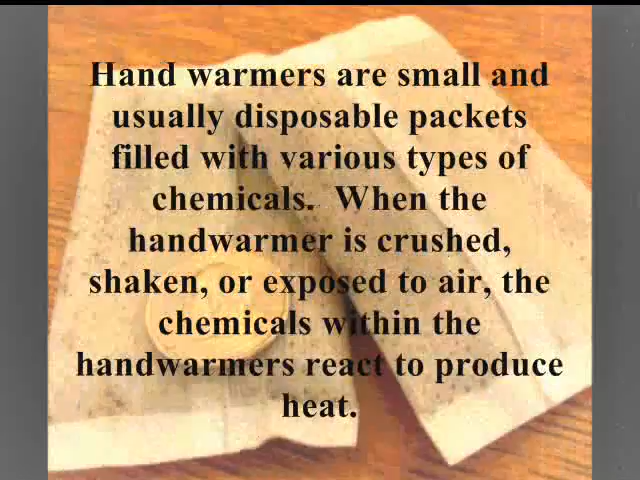 Hand warmers are small and
usually disposable packets
filled with various types of
chemicals.  When the
handwarmer is crushed,
shaken, or exposed to air, the
chemicals within the
handwarmers react to produce
heat.